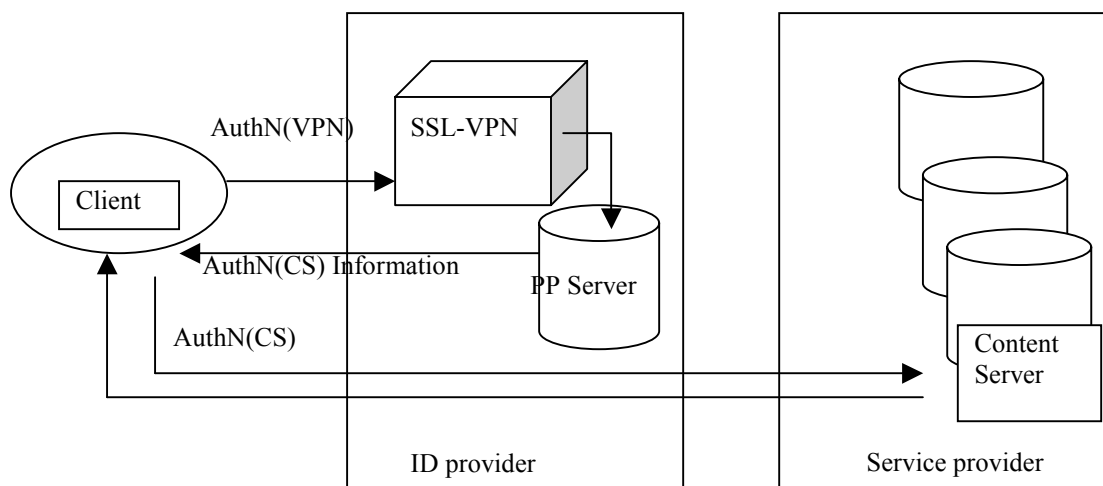 AuthN(VPN)
SSL-VPN
Client
AuthN(CS) Information
PP Server
AuthN(CS)
Content
Server
ID provider
Service provider